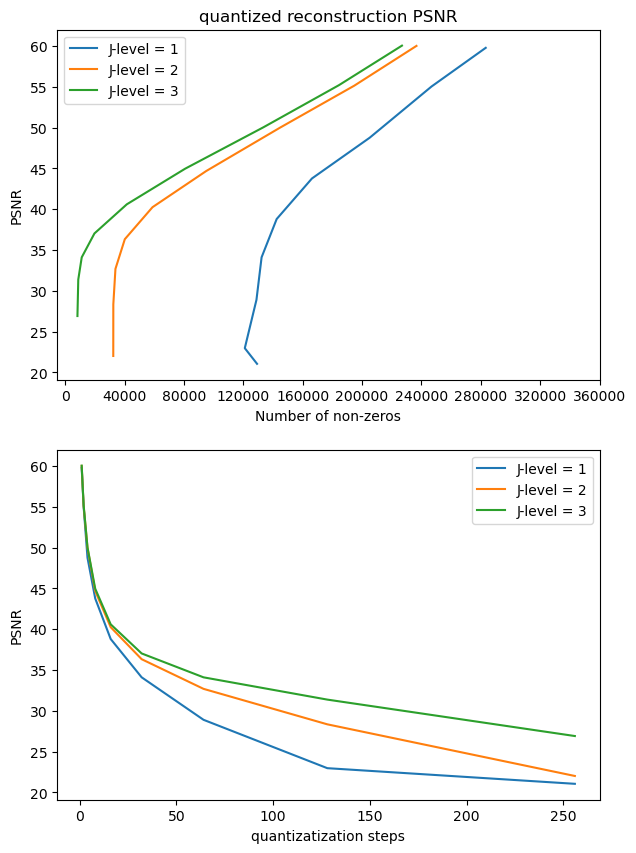 quantized reconstruction PSNR
J-level = 1
J-level = 2
J-level = 3
PSNR
60
55
50
45
40
35
30
25
20
0 40000 80000 120000 160000 200000 240000 280000 320000 360000
Number of non-zeros
J-level = 1
J-level = 2
J-level = 3
PSNR
60
55
50
45
40
35
30
25
20
0 50 100 150 200 250
quantizatization steps